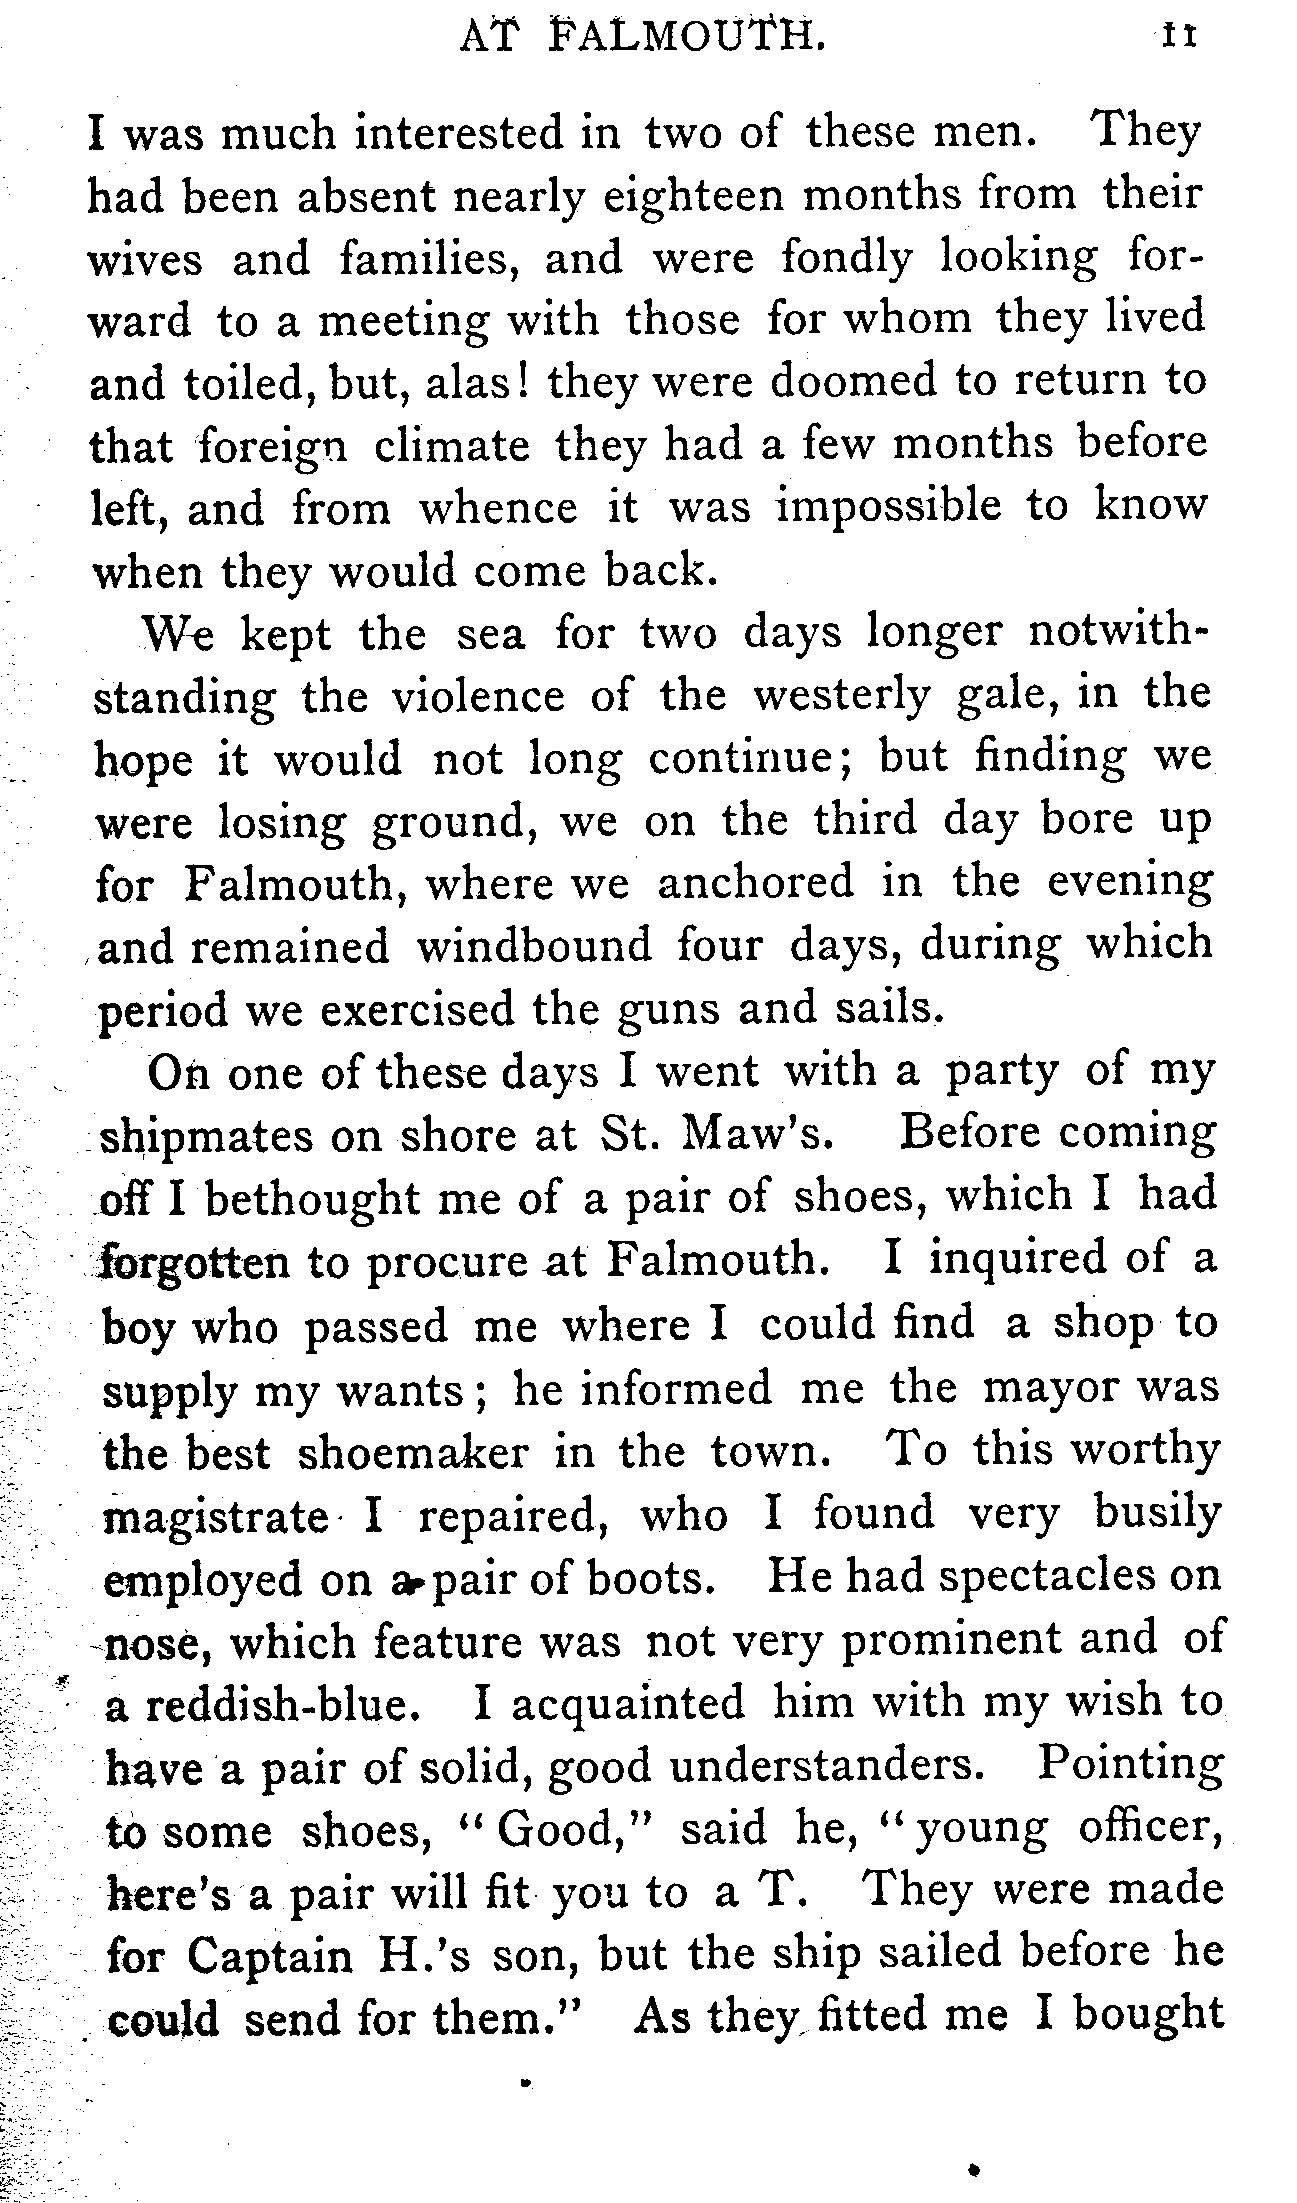 AT FALMOUTH. 11
I was much interested in two of these men. They
had been absent nearly eighteen months from their
wives and families, and were fondly looking for-
ward to a meeting with those for whom they lived
and toiled, but, alas! they were doomed to return to
that foreign climate they had a few months before
left, and from whence it was impossible to know
when they would come back.
We kept the sea for two days longer notwith-
standing the violence of the westerly gale, in the
hope it would not long continue; but finding we
were losing ground, we on the third day bore up
for Falmouth, where we anchored in the evening
and remained windbound four days, during which
period we exercised the guns and sails.
On one of these days I went with a party of my
shipmates on shore at St. Maw's. Before coming
off I bethought me of a pair of shoes, which I had
forgotten to procure at Falmouth. I inquired of a
boy who passed me where I could find a shop to
supply my wants; he informed me the mayor was
the best shoemaker in the town. To this worthy
magistrate I repaired, who I found very busily
employed on a pair of boots. He had spectacles on
nose, which feature was not very prominent and of
a reddish-blue. I acquainted him with my wish to
have a pair of solid, good understanders. Pointing
to some shoes, "Good," said he, "young officer,
here's a pair will fit you to a T. They were made
for Captain H.'s son, but the ship sailed before he
could send for them." As they fitted me I bought